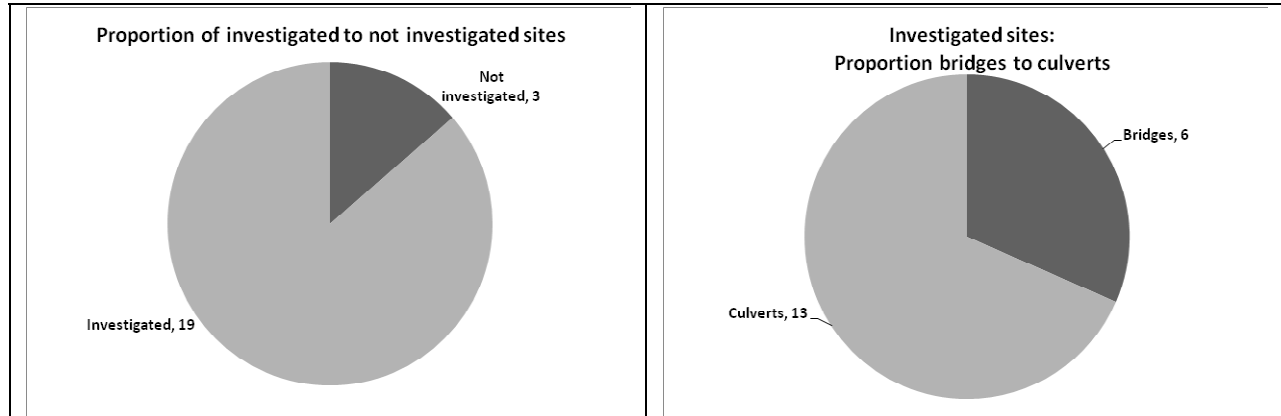 Proportion of investigated to not investigated sites
Not
investigated, 3
Investigated, 19
Investigated sites:
Proportion bridges to culverts
Bridges, 6
Culverts, 13